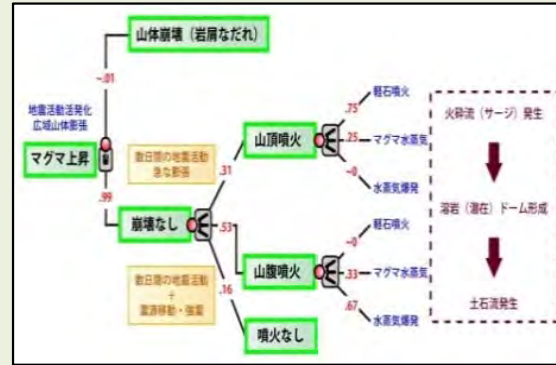 山体崩壊（岩屑なだれ）
~.01
地震活動活発化
広域山体膨張
マグマ上昇
.99
崩壊なし
数日間の地震活動
急な膨張
.31
山頂噴火
.75
軽石噴火
.25
マグマ水蒸気
~0
水蒸気爆発
.53
山腹噴火
~0
軽石噴火
.33
マグマ水蒸気
.67
水蒸気爆発
数日間の地震活動
＋
震源移動・強震
.16
噴火なし
火砕流（サージ）発生
溶岩（潜在）ドーム形成
土石流発生